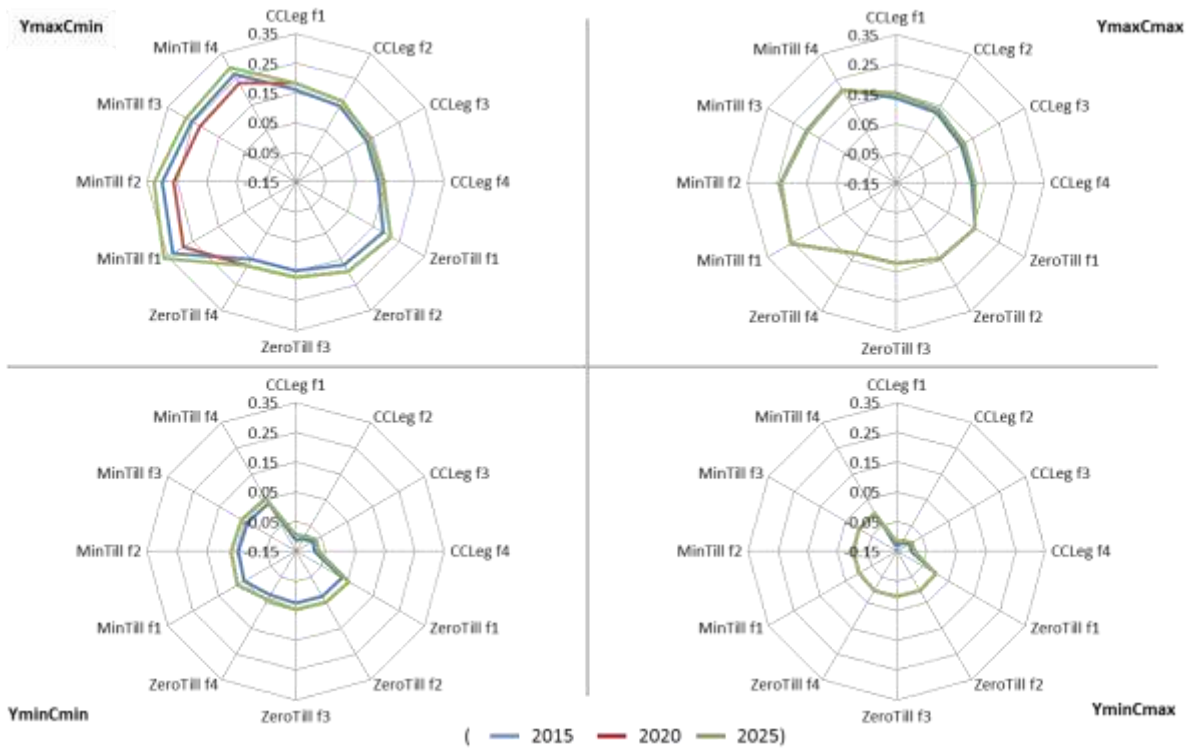 YmaxCmin
CCLeg f1
0.35
0.25
0.15
0.05
-0.05
-0.15
CCLeg f2
CCLeg f3
CCLeg f4
ZeroTill f1
ZeroTill f2
ZeroTill f3
ZeroTill f4
MinTill f1
MinTill f2
MinTill f3
MinTill f4
YmaxCmax
CCLeg f1
0.35
0.25
0.15
0.05
-0.05
-0.15
CCLeg f2
CCLeg f3
CCLeg f4
ZeroTill f1
ZeroTill f2
ZeroTill f3
ZeroTill f4
MinTill f1
MinTill f2
MinTill f3
MinTill f4
YminCmin
CCLeg f1
0.35
0.25
0.15
0.05
-0.05
-0.15
CCLeg f2
CCLeg f3
CCLeg f4
ZeroTill f1
ZeroTill f2
ZeroTill f3
ZeroTill f4
MinTill f1
MinTill f2
MinTill f3
MinTill f4
YminCmax
CCLeg f1
0.35
0.25
0.15
0.05
-0.05
-0.15
CCLeg f2
CCLeg f3
CCLeg f4
ZeroTill f1
ZeroTill f2
ZeroTill f3
ZeroTill f4
MinTill f1
MinTill f2
MinTill f3
MinTill f4
( 2015 2020 2025)